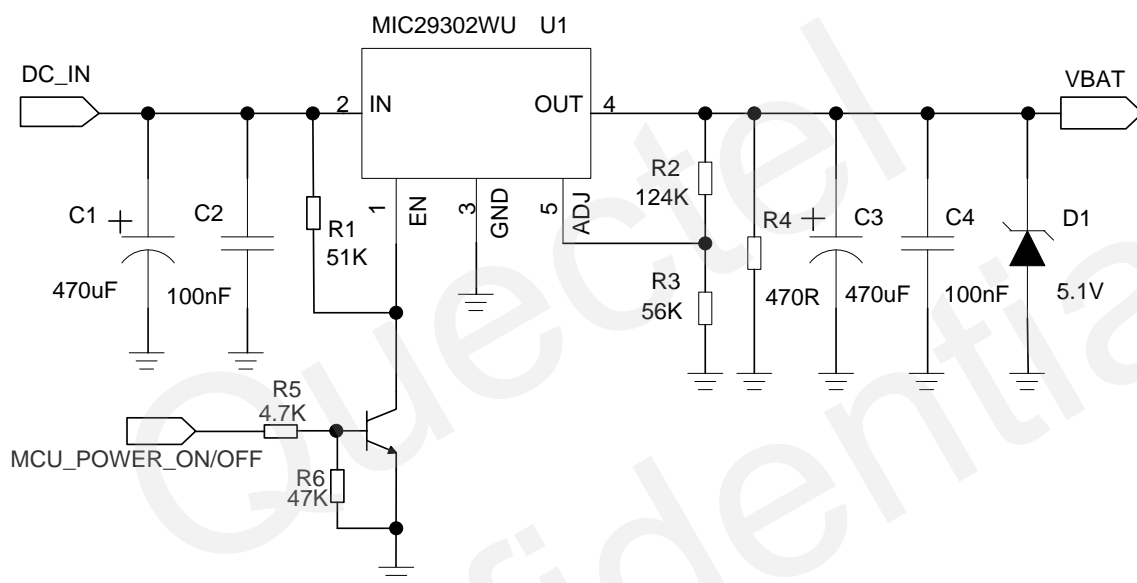 MIC29302WU U1
DC_IN
VBAT
2
IN
OUT
4
1
EN
3
GND
5
ADJ
C1
+
470uF
C2
100nF
R1
51K
R2
124K
R3
56K
R4
470R
+
C3
470uF
C4
100nF
D1
5.1V
R5
4.7K
MCU_POWER_ON/OFF
R6
47K
Quectel